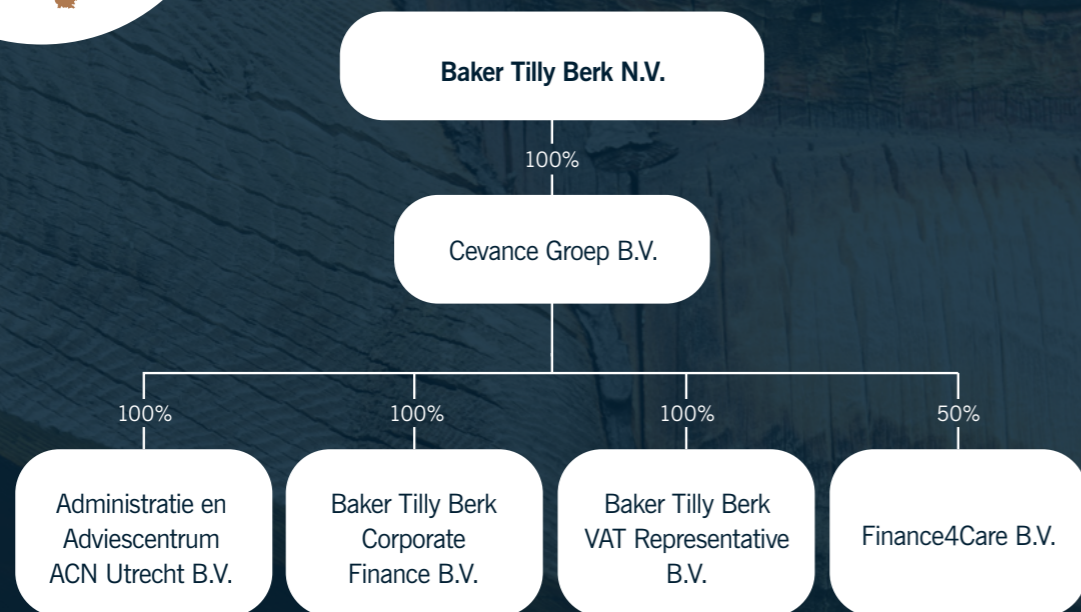 Baker Tilly Berk N.V.
100%
Cevance Groep B.V.
100%
100%
100%
50%
Administratie en
Adviescentrum
ACN Utrecht B.V.
Baker Tilly Berk
Corporate
Finance B.V.
Baker Tilly Berk
VAT Representative
B.V.
Finance4Care B.V.